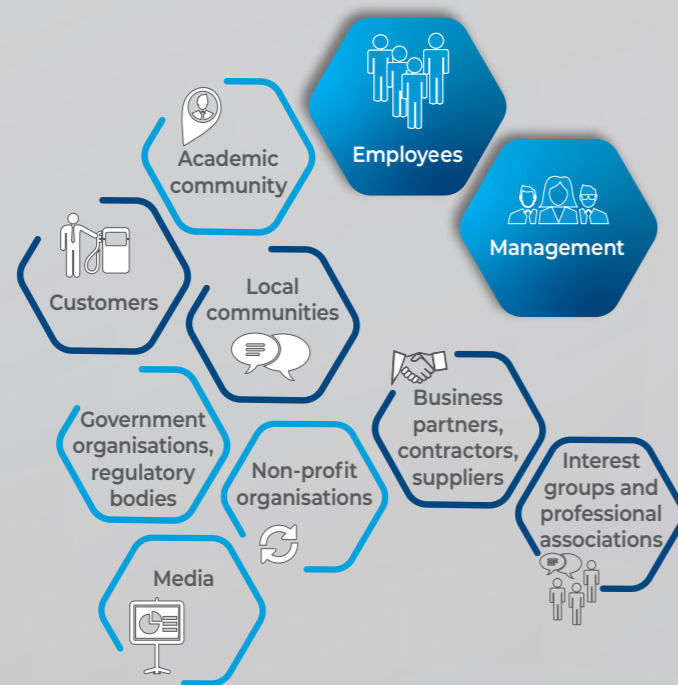 Employees
Academic
community
Management
Customers
Local
communities
Business
partners,
contractors,
suppliers
Government
organisations,
regulatory
bodies
Non-profit
organisations
Interest
groups and
professional
associations
Media